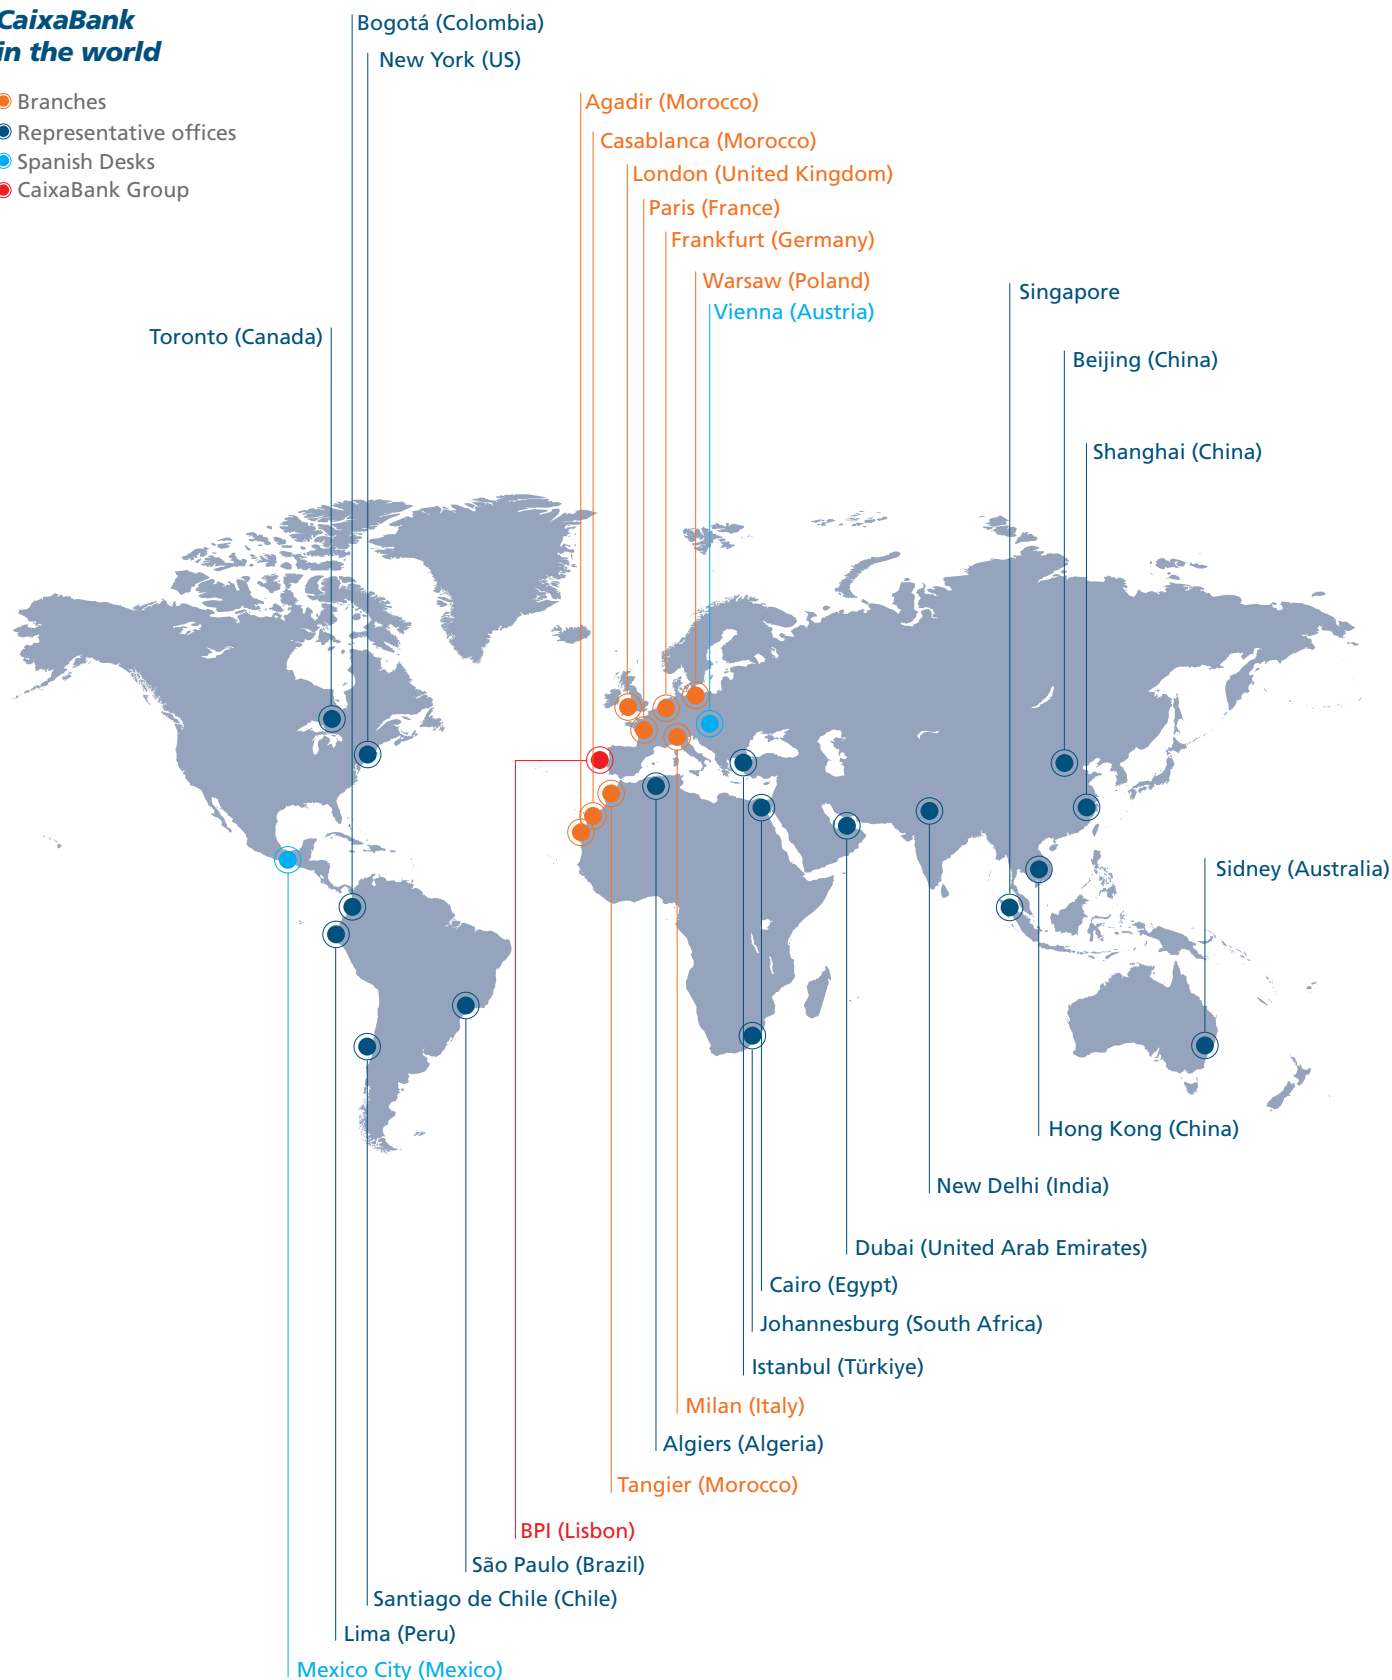 CaixaBank
in the world
Branches
Representative offices
Spanish Desks
CaixaBank Group
Bogotá (Colombia)
New York (US)
Agadir (Morocco)
Casablanca (Morocco)
London (United Kingdom)
Paris (France)
Frankfurt (Germany)
Warsaw (Poland)
Vienna (Austria)
Singapore
Toronto (Canada)
Beijing (China)
Shanghai (China)
Sidney (Australia)
Hong Kong (China)
New Delhi (India)
Dubai (United Arab Emirates)
Cairo (Egypt)
Johannesburg (South Africa)
Istanbul (Türkiye)
Milan (Italy)
Algiers (Algeria)
Tangier (Morocco)
BPI (Lisbon)
São Paulo (Brazil)
Santiago de Chile (Chile)
Lima (Peru)
Mexico City (Mexico)